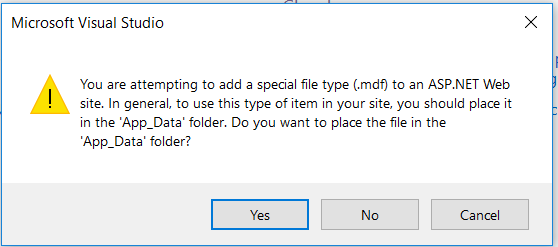 Microsoft Visual Studio
You are attempting to add a special file type (.mdf) to an ASP.NET Web
site. In general, to use this type of item in your site, you should place it
in the 'App_Data' folder. Do you want to place the file in the
'App_Data' folder?
Yes
No
Cancel